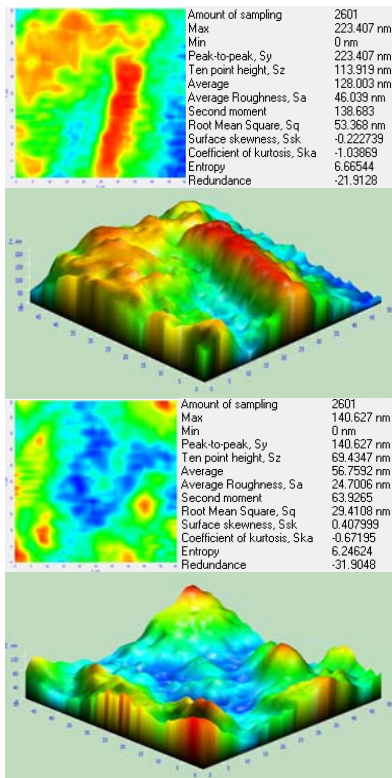 Amount of sampling 2601
Max 223.407 nm
Min 0 nm
Peak-to-peak, Sy 223.407 nm
Ten point height, Sz 113.919 nm
Average 128.003 nm
Average Roughness, Sa 46.039 nm
Second moment 138.683
Root Mean Square, Sq 53.368 nm
Surface skewness, Ssk -0.222739
Coefficient of kurtosis, Ska -1.03869
Entropy 6.66544
Redundance -21.9128
Amount of sampling 2601
Max 140.627 nm
Min 0 nm
Peak-to-peak, Sy 140.627 nm
Ten point height, Sz 69.4347 nm
Average 56.7592 nm
Average Roughness, Sa 24.7006 nm
Second moment 63.9265
Root Mean Square, Sq 29.4108 nm
Surface skewness, Ssk 0.407999
Coefficient of kurtosis, Ska -0.67195
Entropy 6.24624
Redundance -31.9048